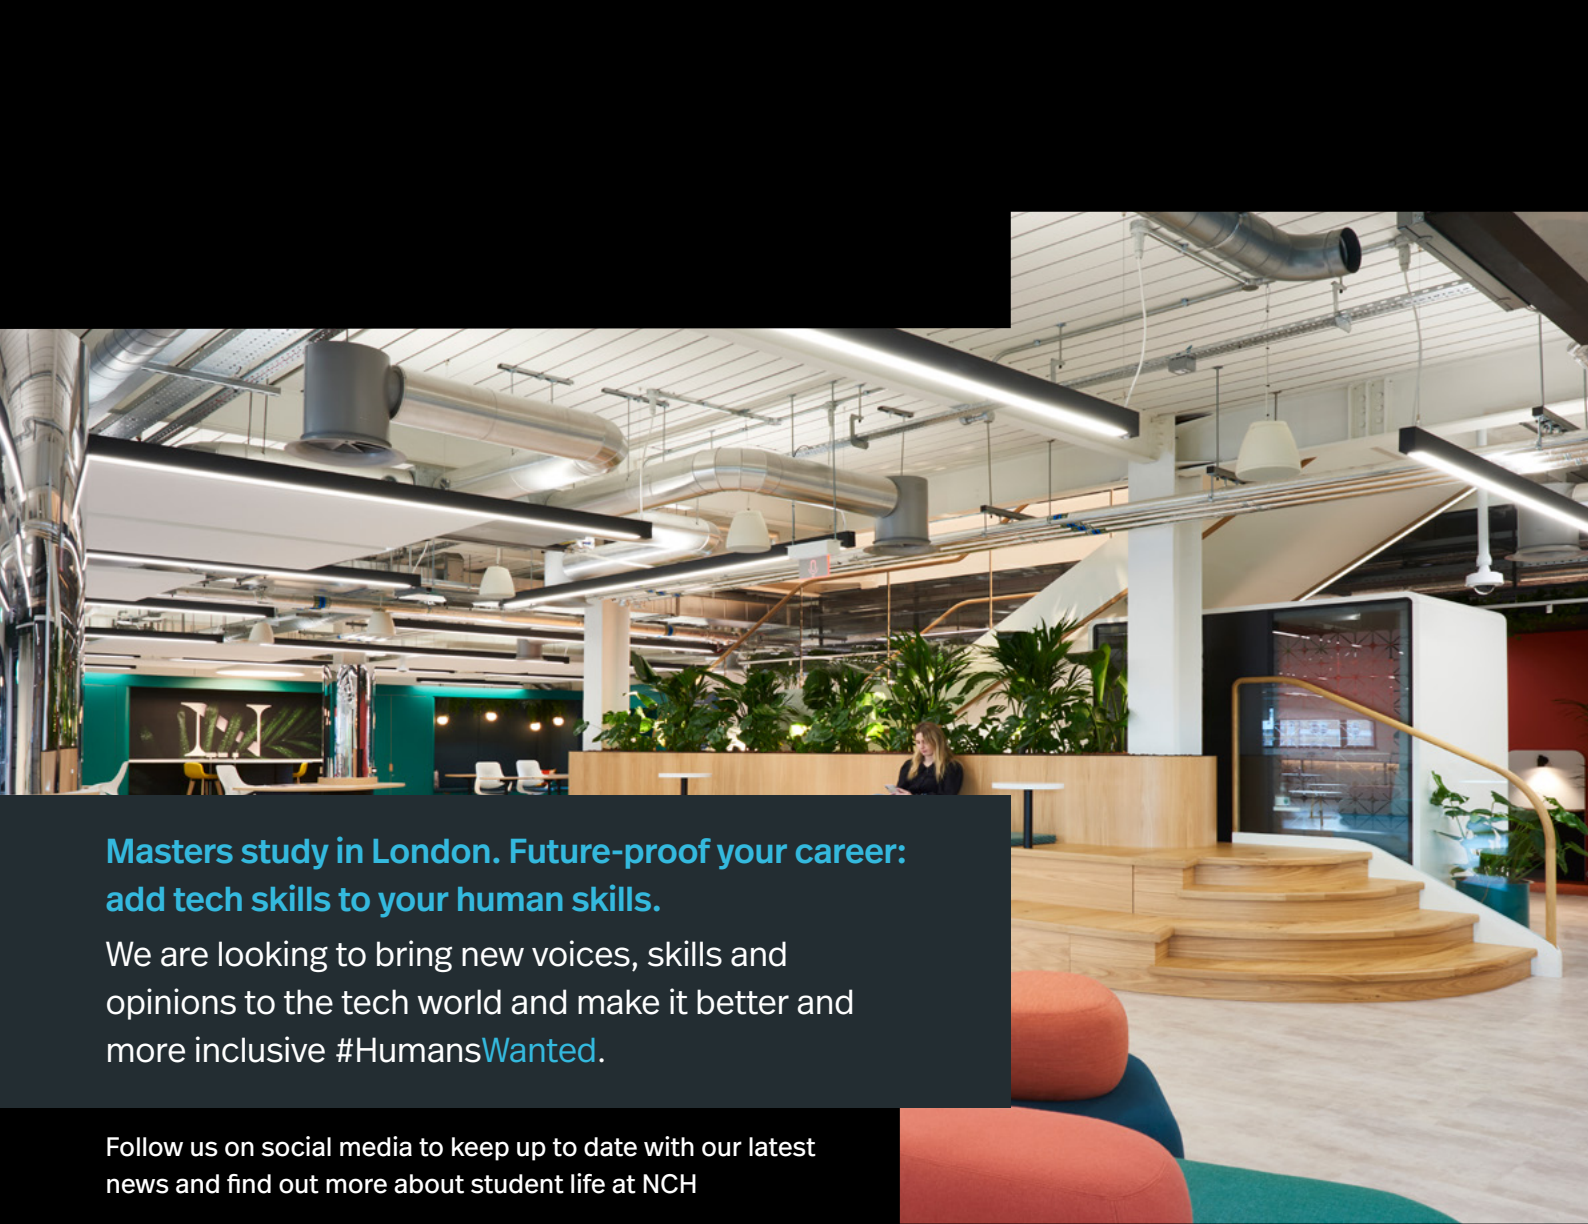 Masters study in London. Future-proof your career:
add tech skills to your human skills.
We are looking to bring new voices, skills and
opinions to the tech world and make it better and
more inclusive #HumansWanted.
Follow us on social media to keep up to date with our latest
news and find out more about student life at NCH